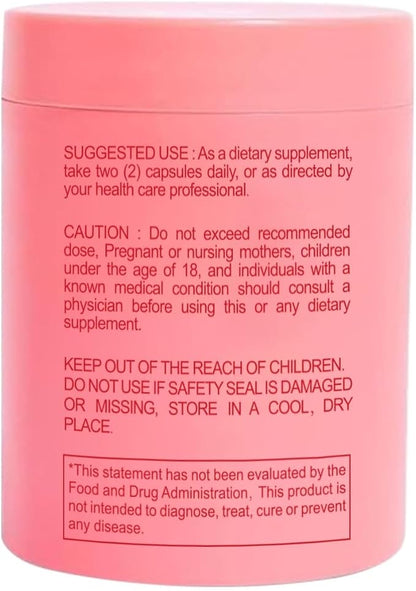 SUGGESTED USE : As a dietary supplement,
take two (2) capsules daily, or as directed by
your health care professional.
CAUTION : Do not exceed recommended
dose, Pregnant or nursing mothers, children
under the age of 18, and individuals with a
known medical condition should consult a
physician before using this or any dietary
supplement.
KEEP OUT OF THE REACH OF CHILDREN.
DO NOT USE IF SAFETY SEAL IS DAMAGED
OR MISSING, STORE IN A COOL, DRY
PLACE.
*This statement has not been evaluated by the
Food and Drug Administration, This product is
not intended to diagnose, treat, cure or prevent
any disease.